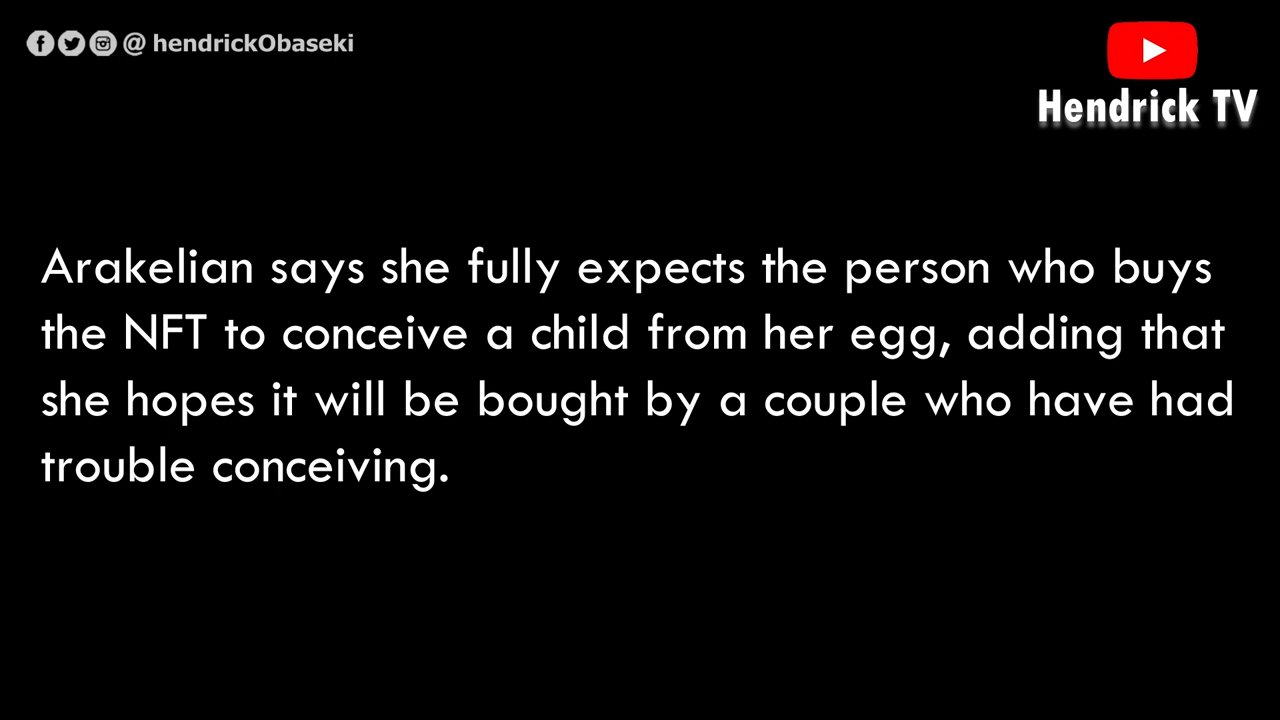 @ hendrickObaseki
Hendrick TV
Arakelian says she fully expects the person who buys
the NFT to conceive a child from her egg, adding that
she hopes it will be bought by a couple who have had
trouble conceiving.